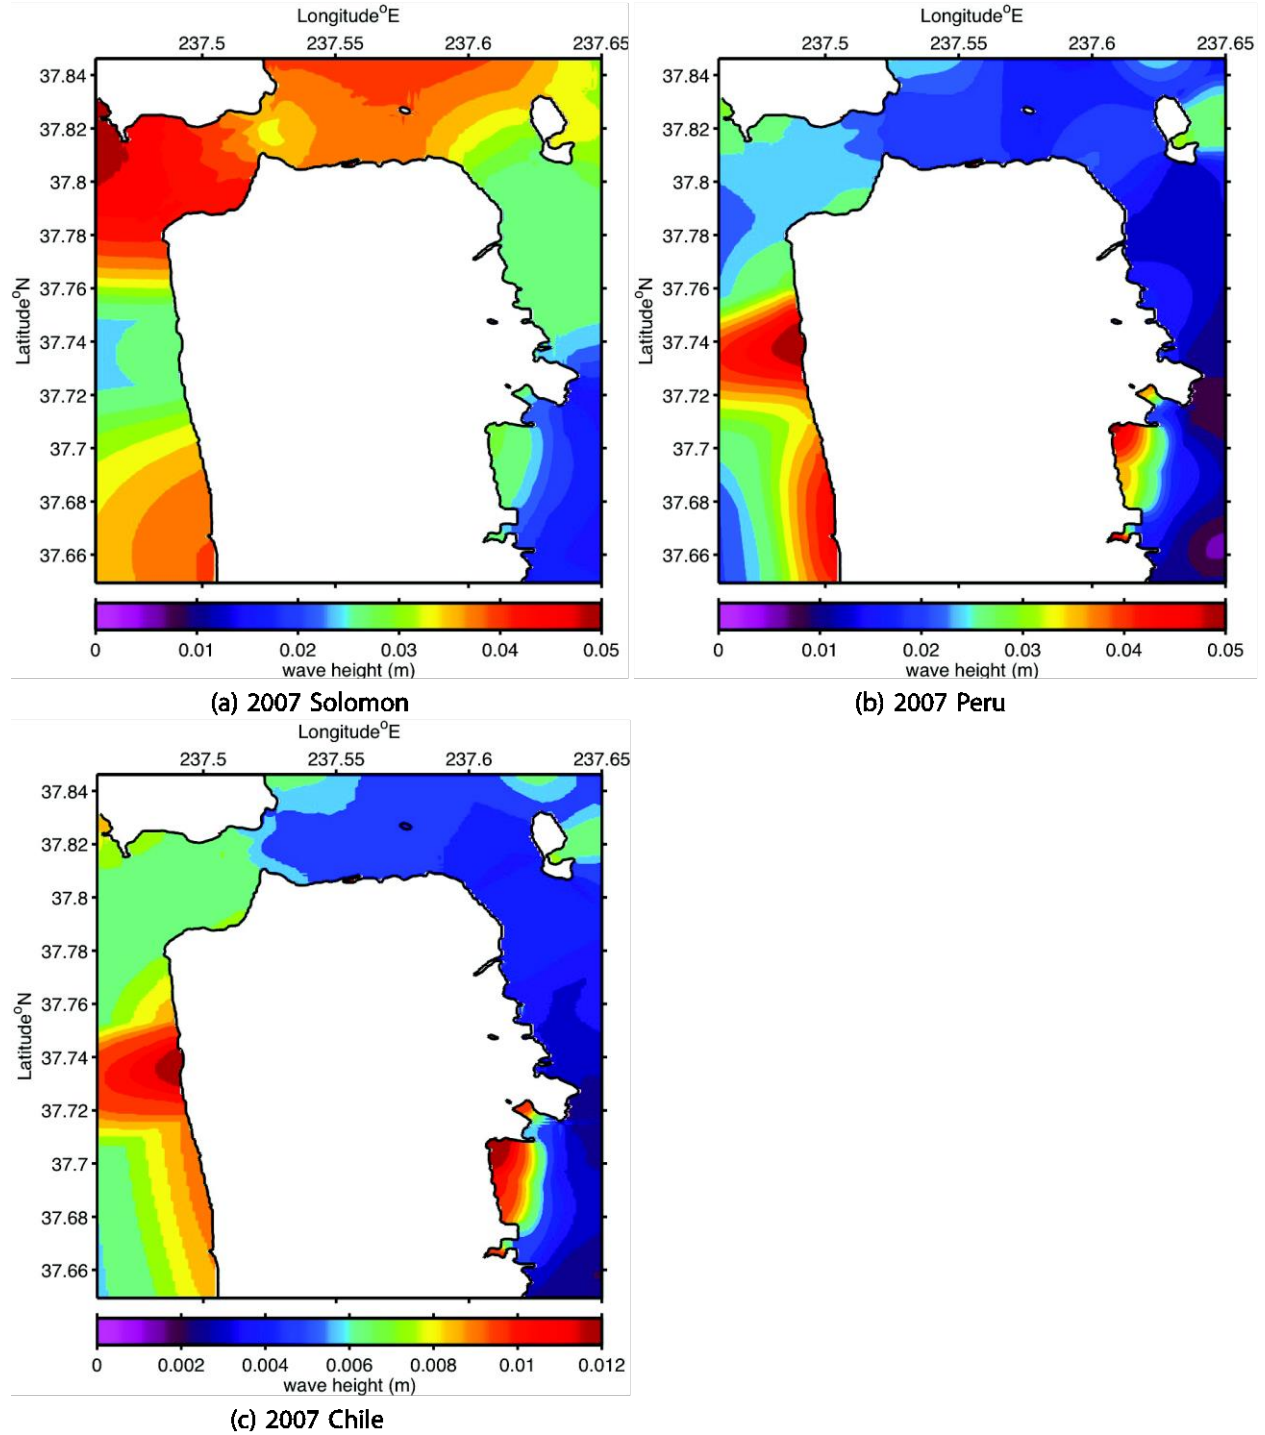 Longitude°E
237.5 237.55 237.6 237.65
37.84
37.82
37.8
37.78
37.76
37.74
37.72
37.7
37.68
37.66
Latitude°N
0 0.01 0.02 0.03 0.04 0.05
wave height (m)
(a) 2007 Solomon
Longitude°E
237.5 237.55 237.6 237.65
37.84
37.82
37.8
37.78
37.76
37.74
37.72
37.7
37.68
37.66
Latitude°N
0 0.01 0.02 0.03 0.04 0.05
wave height (m)
(b) 2007 Peru
Longitude°E
237.5 237.55 237.6 237.65
37.84
37.82
37.8
37.78
37.76
37.74
37.72
37.7
37.68
37.66
Latitude°N
0 0.002 0.004 0.006 0.008 0.01 0.012
wave height (m)
(c) 2007 Chile